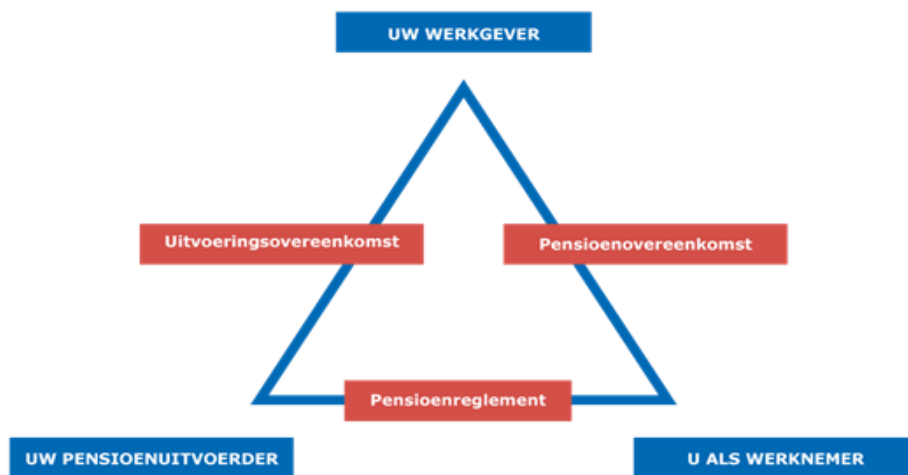 UW WERKGEVER
Uitvoeringsovereenkomst
Pensioenovereenkomst
Pensioenreglement
UW PENSIOENUITVOERDER
U ALS WERKNEMER